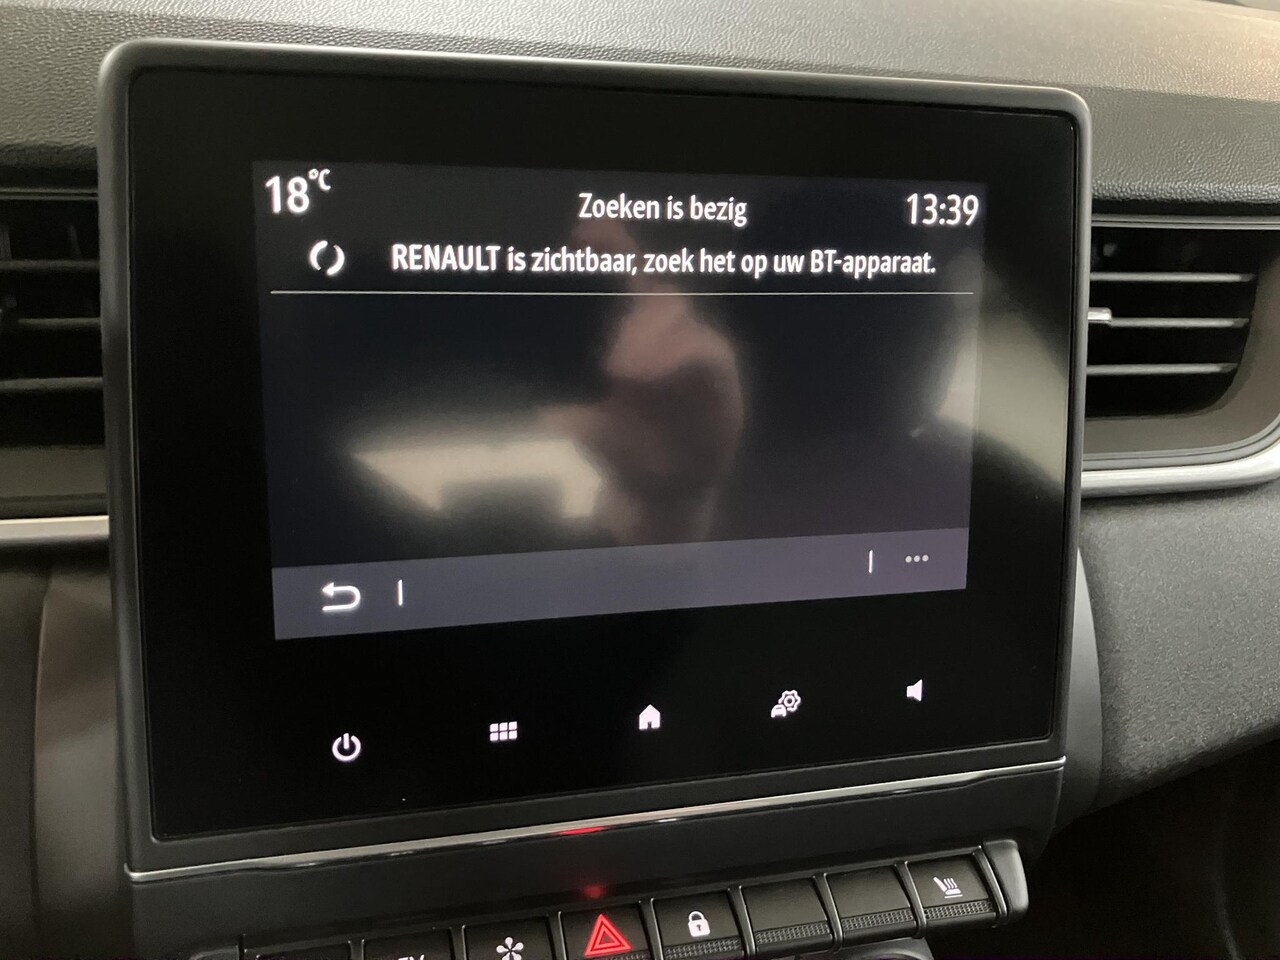 18°C
Zoeken is bezig
13:39
RENAULT is zichtbaar, zoek het op uw BT-apparaat.